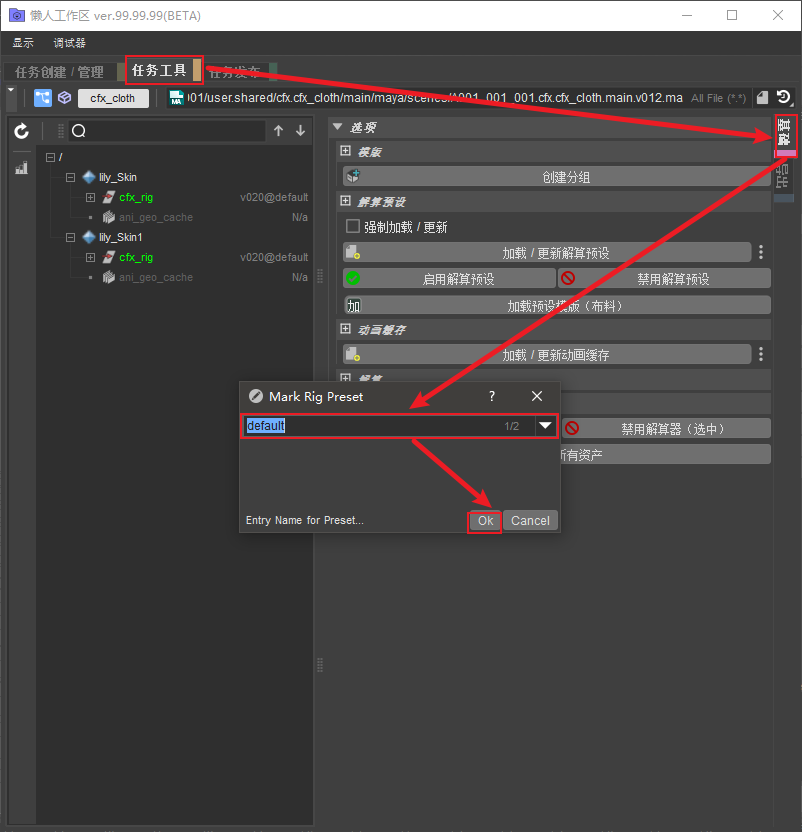 懒人工作区 ver.99.99.99(BETA)
显示 调试器
任务创建 / 管理 任务工具 任务发布
cfx_cloth 001/user.shared/cfx.cfx_cloth/main/maya/scenes/A001_001_001.cfx.cfx_cloth.main.v012.ma All File (*.*)
基础
导出
/
lily_Skin
cfx_rig v020@default
ani_geo_cache N/a
lily_Skin1
cfx_rig v020@default
ani_geo_cache N/a
选项
模版
创建分组
解算预设
强制加载 / 更新
加载 / 更新解算预设
启用解算预设 禁用解算预设
加 加载预设模版（布料）
动画缓存
加载 / 更新动画缓存
解算
禁用解算器（选中）
所有资产
Mark Rig Preset ?
default 1/2
Entry Name for Preset... Ok Cancel